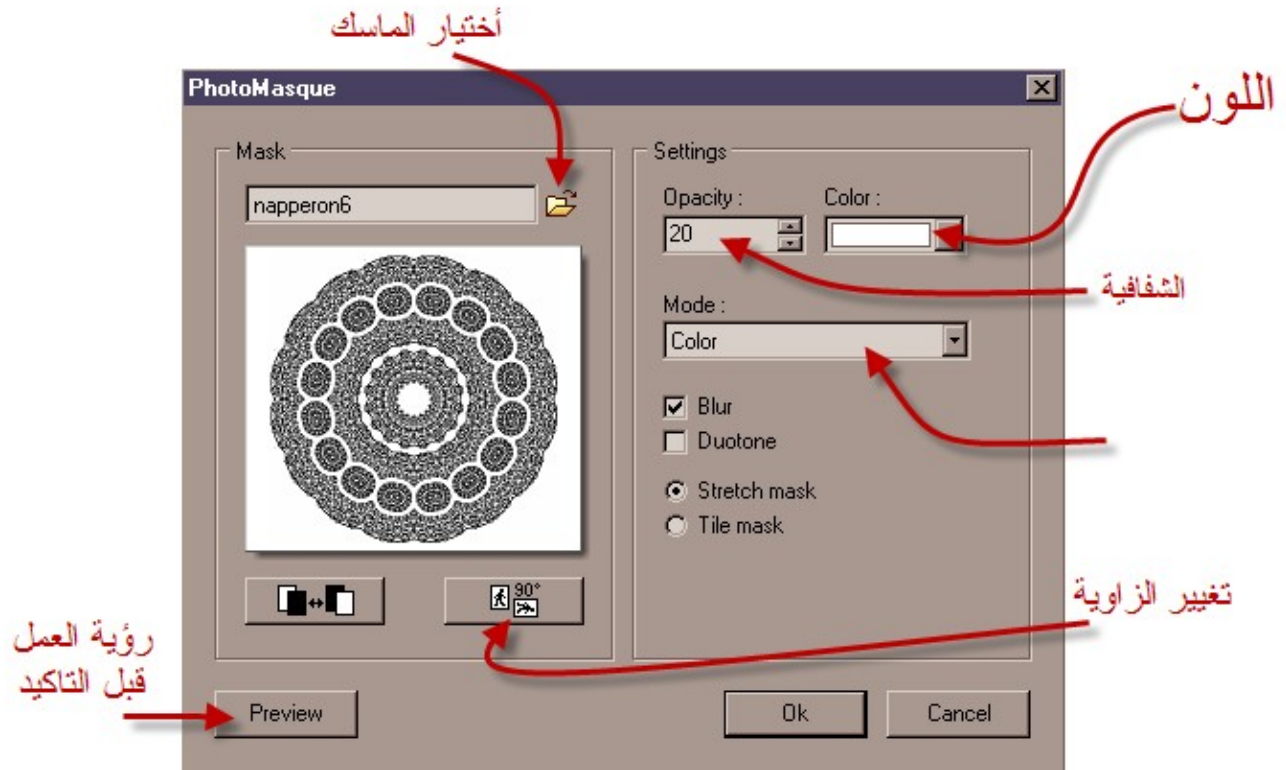 أختيار الماسك
PhotoMasque
اللون
Mask
Settings
napperon6
Opacity :
Color :
20
الشفافية
Mode :
Color
Blur
Duotone
Stretch mask
Tile mask
90°
تغيير الزاوية
رؤية العمل
قبل التاكيد
Preview
Ok
Cancel